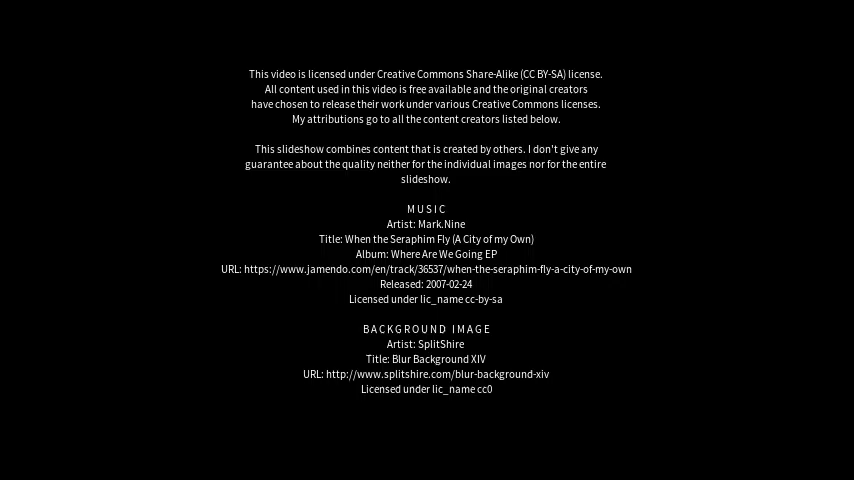 This video is licensed under Creative Commons Share-Alike (CC BY-SA) license.
All content used in this video is free available and the original creators
have chosen to release their work under various Creative Commons licenses.
My attributions go to all the content creators listed below.
This slideshow combines content that is created by others. I don't give any
guarantee about the quality neither for the individual images nor for the entire
slideshow.
MUSIC
Artist: Mark.Nine
Title: When the Seraphim Fly (A City of my Own)
Album: Where Are We Going EP
URL: https://www.jamendo.com/en/track/36537/when-the-seraphim-fly-a-city-of-my-own
Released: 2007-02-24
Licensed under lic_name cc-by-sa
BACKGROUND IMAGE
Artist: SplitShire
Title: Blur Background XIV
URL: http://www.splitshire.com/blur-background-xiv
Licensed under lic_name cc0